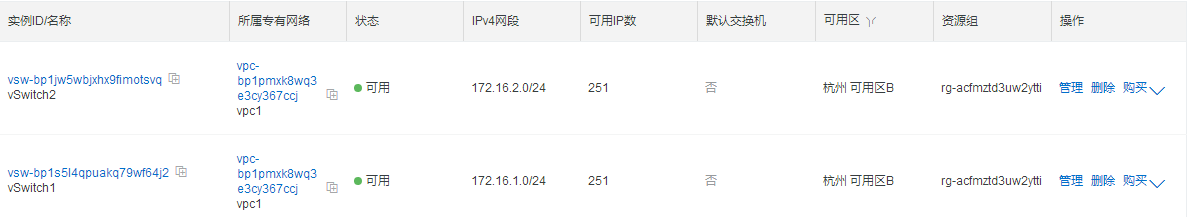 实例ID/名称 所属专有网络 状态 IPv4网段 可用IP数 默认交换机 可用区 资源组 操作
vsw-bp1jw5wbjxhx9fimotsvq
vSwitch2
vpc-
bp1pmxk8wq3
e3cy367ccj
vpc1
可用 172.16.2.0/24 251 否 杭州 可用区B rg-acfmztd3uw2ytti 管理 删除 购买
vsw-bp1s5l4qpuakq79wf64j2
vSwitch1
vpc-
bp1pmxk8wq3
e3cy367ccj
vpc1
可用 172.16.1.0/24 251 否 杭州 可用区B rg-acfmztd3uw2ytti 管理 删除 购买